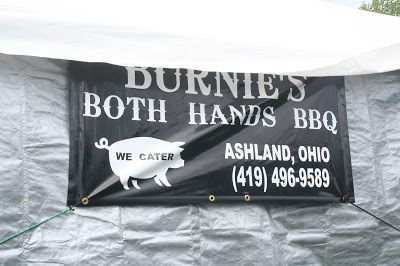 BURNIE'S
BOTH HANDS BBQ
WE CATER
ASHLAND, OHIO
(419) 496-9589